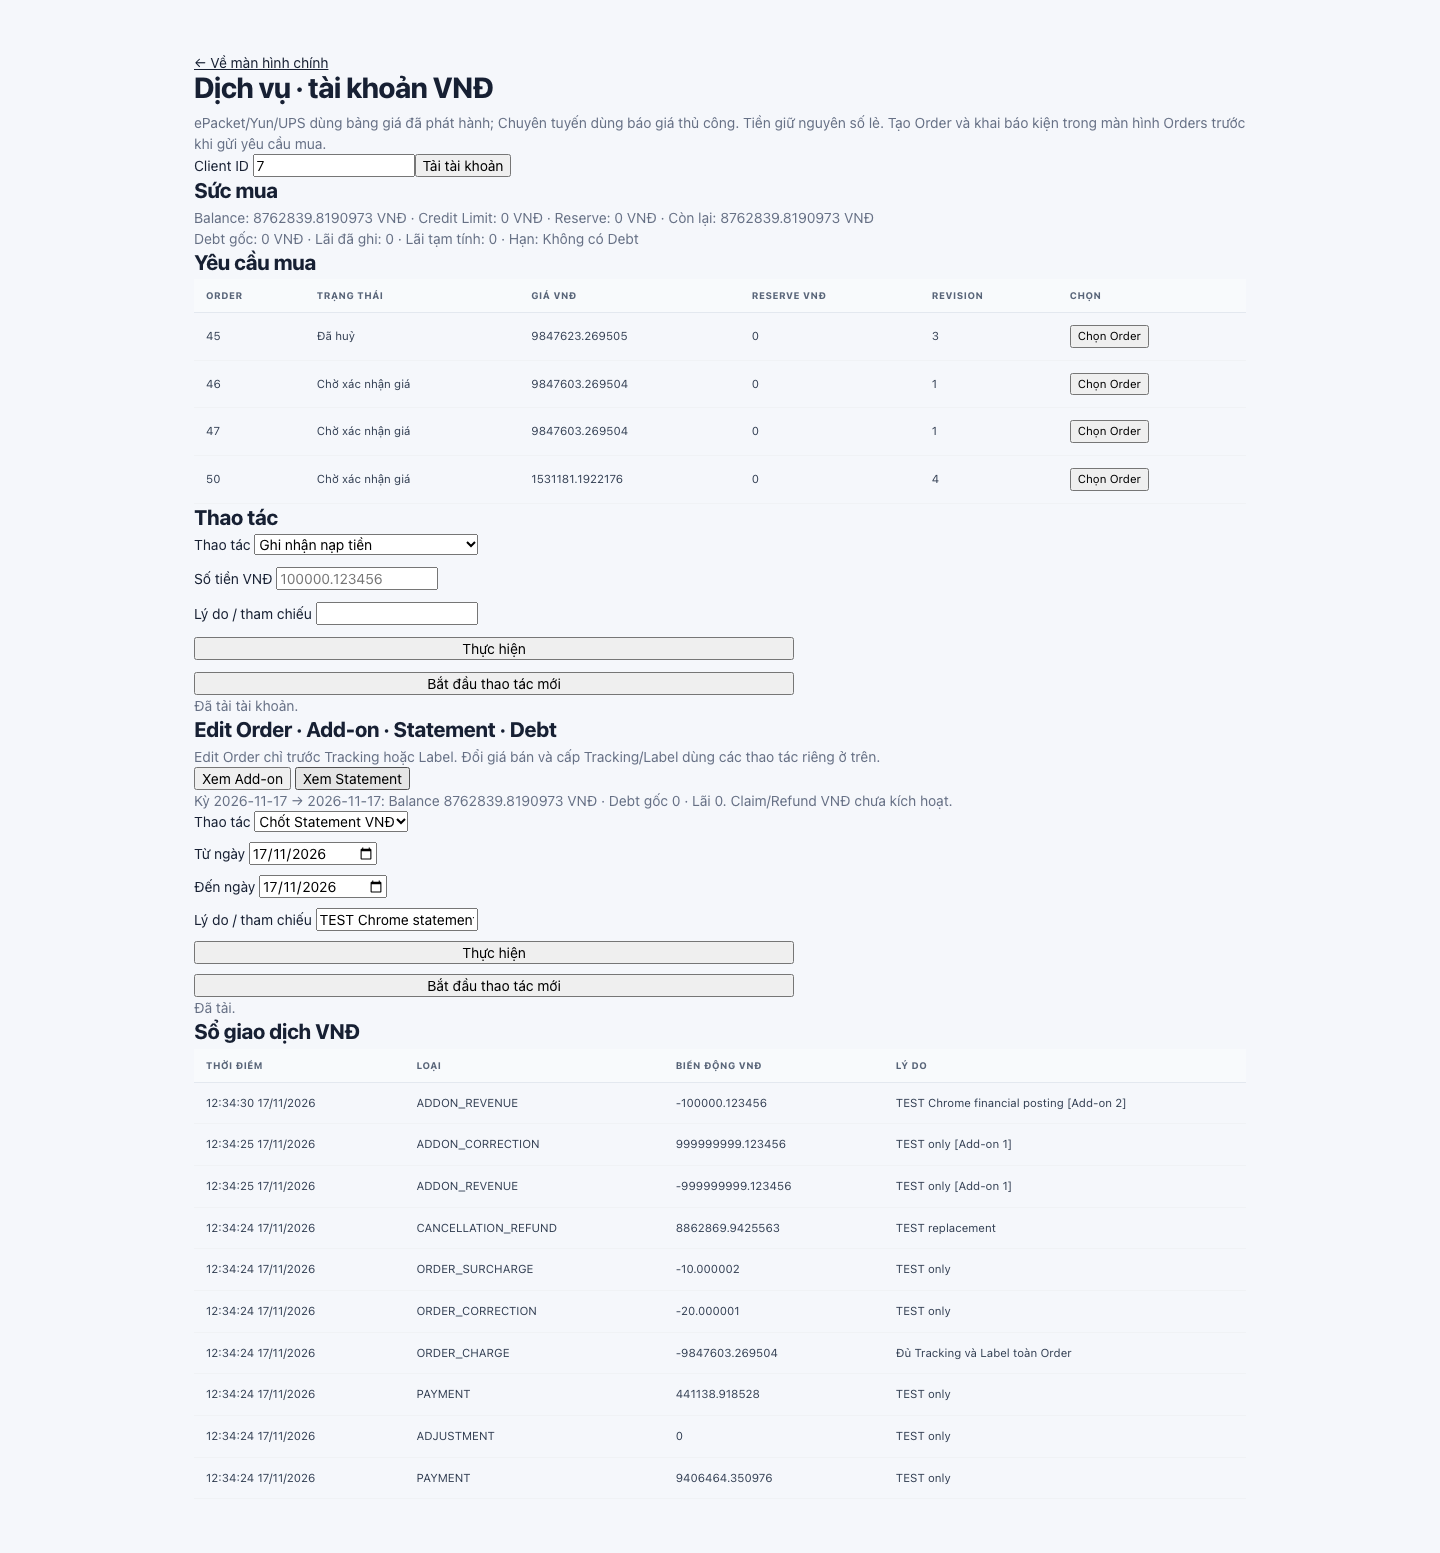 ← Về màn hình chính
Dịch vụ · tài khoản VNĐ
ePacket/Yun/UPS dùng bảng giá đã phát hành; Chuyên tuyến dùng báo giá thủ công. Tiền giữ nguyên số lẻ. Tạo Order và khai báo kiện trong màn hình Orders trước
khi gửi yêu cầu mua.
Client ID 7 Tải tài khoản
Sức mua
Balance: 8762839.8190973 VNĐ · Credit Limit: 0 VNĐ · Reserve: 0 VNĐ · Còn lại: 8762839.8190973 VNĐ
Debt gốc: 0 VNĐ · Lãi đã ghi: 0 · Lãi tạm tính: 0 · Hạn: Không có Debt
Yêu cầu mua
ORDER TRẠNG THÁI GIÁ VNĐ RESERVE VNĐ REVISION CHỌN
45 Đã huỷ 9847623.269505 0 3 Chọn Order
46 Chờ xác nhận giá 9847603.269504 0 1 Chọn Order
47 Chờ xác nhận giá 9847603.269504 0 1 Chọn Order
50 Chờ xác nhận giá 1531181.1922176 0 4 Chọn Order
Thao tác
Thao tác Ghi nhận nạp tiền
Số tiền VNĐ 100000.123456
Lý do / tham chiếu
Thực hiện
Bắt đầu thao tác mới
Đã tải tài khoản.
Edit Order · Add-on · Statement · Debt
Edit Order chỉ trước Tracking hoặc Label. Đổi giá bán và cấp Tracking/Label dùng các thao tác riêng ở trên.
Xem Add-on Xem Statement
Kỳ 2026-11-17 → 2026-11-17: Balance 8762839.8190973 VNĐ · Debt gốc 0 · Lãi 0. Claim/Refund VNĐ chưa kích hoạt.
Thao tác Chốt Statement VNĐ
Từ ngày 17/11/2026
Đến ngày 17/11/2026
Lý do / tham chiếu TEST Chrome statement
Thực hiện
Bắt đầu thao tác mới
Đã tải.
Sổ giao dịch VNĐ
THỜI ĐIỂM LOẠI BIẾN ĐỘNG VNĐ LÝ DO
12:34:30 17/11/2026 ADDON_REVENUE -100000.123456 TEST Chrome financial posting [Add-on 2]
12:34:25 17/11/2026 ADDON_CORRECTION 999999999.123456 TEST only [Add-on 1]
12:34:25 17/11/2026 ADDON_REVENUE -999999999.123456 TEST only [Add-on 1]
12:34:24 17/11/2026 CANCELLATION_REFUND 8862869.9425563 TEST replacement
12:34:24 17/11/2026 ORDER_SURCHARGE -10.000002 TEST only
12:34:24 17/11/2026 ORDER_CORRECTION -20.000001 TEST only
12:34:24 17/11/2026 ORDER_CHARGE -9847603.269504 Đủ Tracking và Label toàn Order
12:34:24 17/11/2026 PAYMENT 441138.918528 TEST only
12:34:24 17/11/2026 ADJUSTMENT 0 TEST only
12:34:24 17/11/2026 PAYMENT 9406464.350976 TEST only